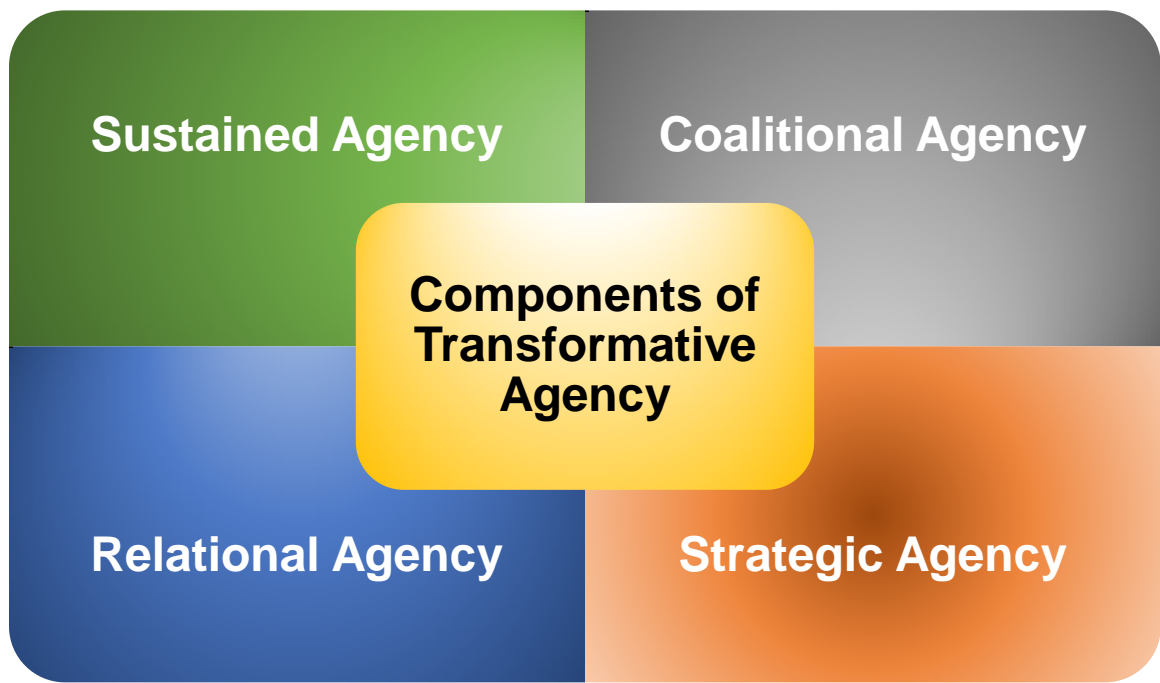 Sustained Agency
Coalitional Agency
Components of
Transformative
Agency
Relational Agency
Strategic Agency